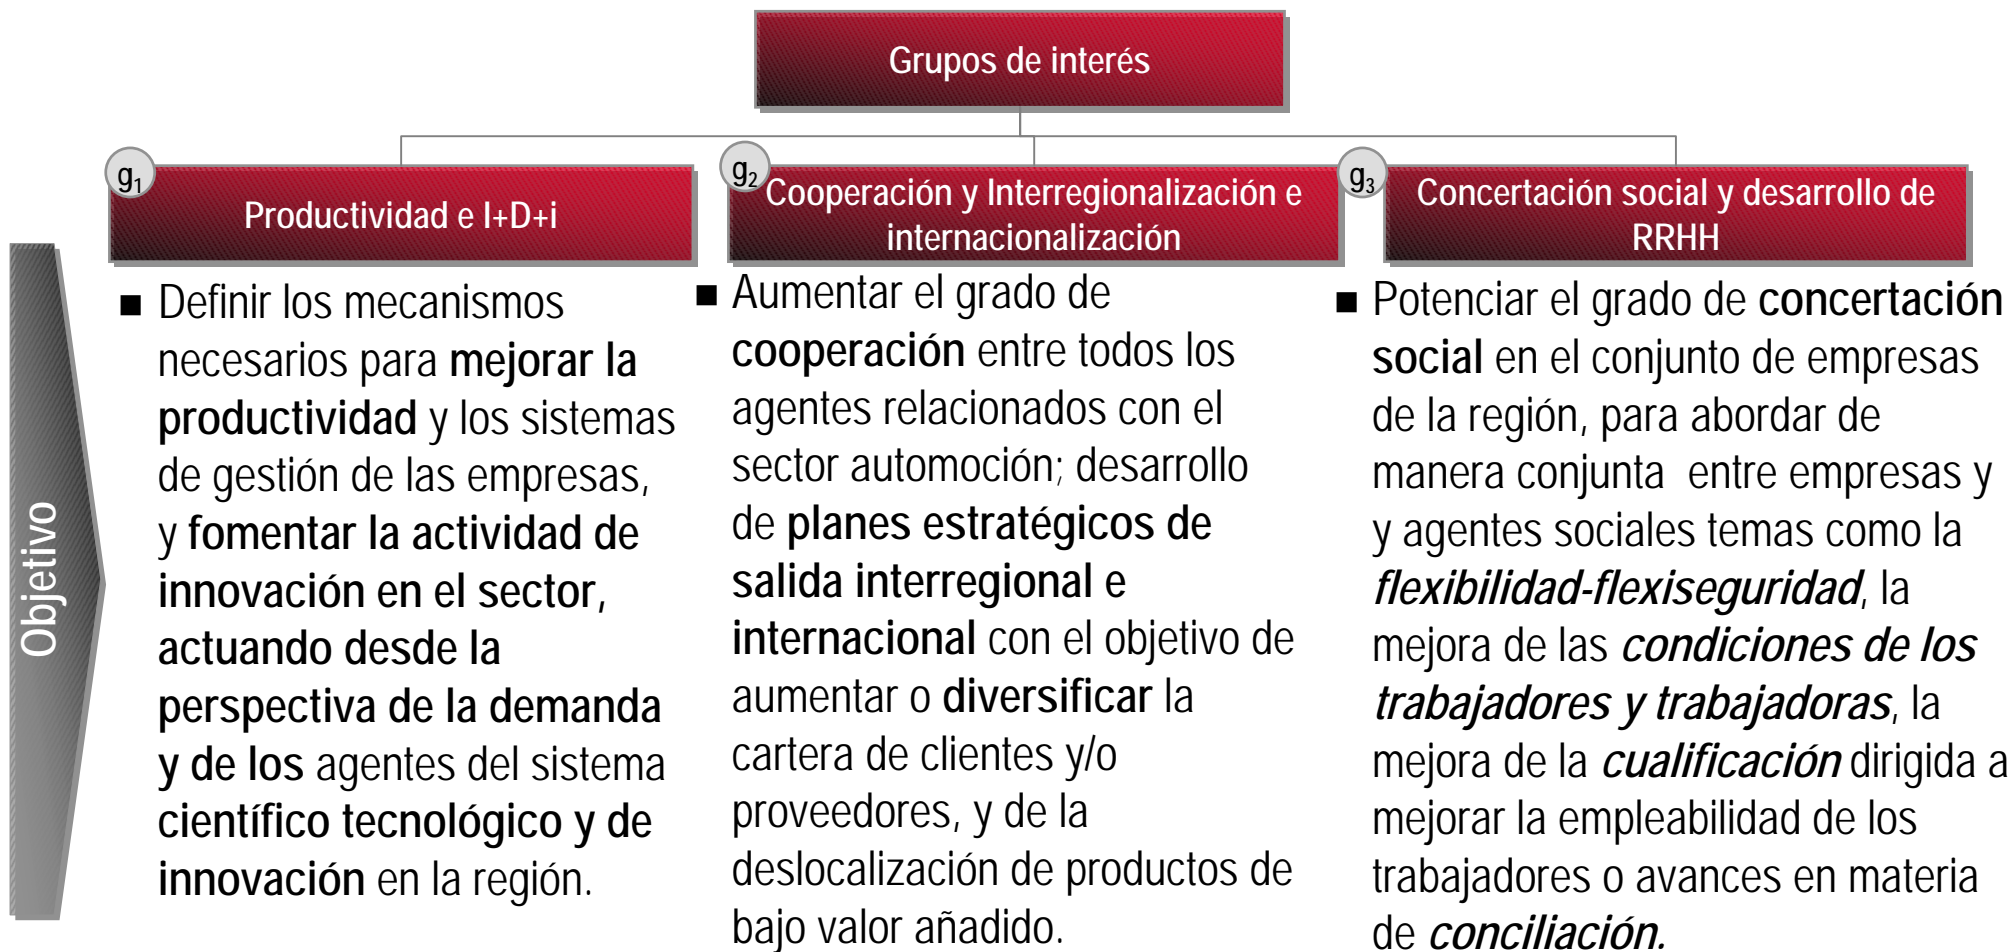 Grupos de interés
g1
Productividad e I+D+i
g2
Cooperación y Interregionalización e
internacionalización
g3
Concertación social y desarrollo de
RRHH
Objetivo
■ Definir los mecanismos
necesarios para mejorar la
productividad y los sistemas
de gestión de las empresas,
y fomentar la actividad de
innovación en el sector,
actuando desde la
perspectiva de la demanda
y de los agentes del sistema
científico tecnológico y de
innovación en la región.
■ Aumentar el grado de
cooperación entre todos los
agentes relacionados con el
sector automoción; desarrollo
de planes estratégicos de
salida interregional e
internacional con el objetivo de
aumentar o diversificar la
cartera de clientes y/o
proveedores, y de la
deslocalización de productos de
bajo valor añadido.
■ Potenciar el grado de concertación
social en el conjunto de empresas
de la región, para abordar de
manera conjunta entre empresas y
y agentes sociales temas como la
flexibilidad-flexiseguridad, la
mejora de las condiciones de los
trabajadores y trabajadoras, la
mejora de la cualificación dirigida a
mejorar la empleabilidad de los
trabajadores o avances en materia
de conciliación.